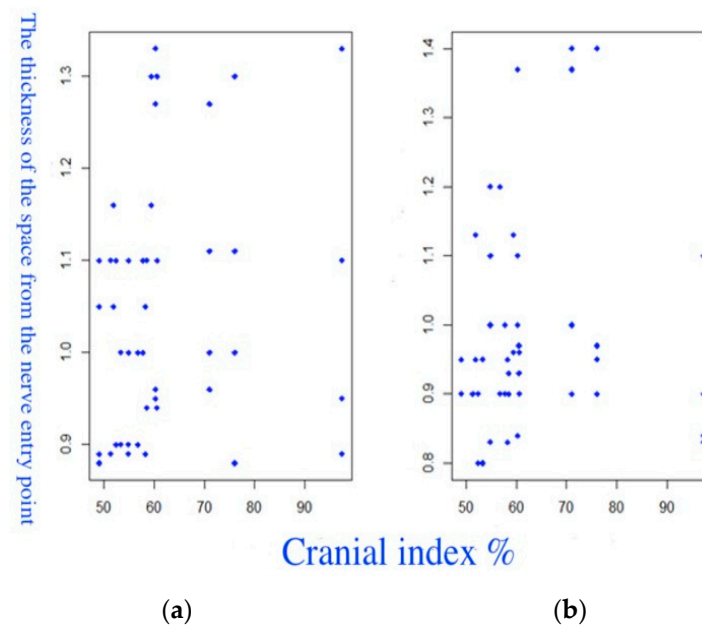 The thickness of the space from the nerve entry point
1.3
1.2
1.1
1.0
0.9
50 60 70 80 90
1.4
1.3
1.2
1.1
1.0
0.9
0.8
50 60 70 80 90
Cranial index %
(a) (b)